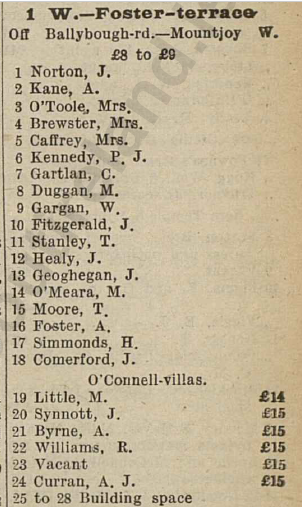 1 W.—Foster-terrace
Off Ballybough-rd.—Mountjoy W.
£8 to £9
1 Norton, J.
2 Kane, A.
3 O'Toole, Mrs.
4 Brewster, Mrs.
5 Caffrey, Mrs.
6 Kennedy, P. J.
7 Gartlan, C.
8 Duggan, M.
9 Gargan, W.
10 Fitzgerald, J.
11 Stanley, T.
12 Healy, J.
13 Geoghegan, J.
14 O'Meara, M.
15 Moore, T.
16 Foster, A.
17 Simmonds, H.
18 Comerford, J.
O'Connell-villas.
19 Little, M. £14
20 Synnott, J. £15
21 Byrne, A. £15
22 Williams, R. £15
23 Vacant £15
24 Curran, A. J. £15
25 to 28 Building space